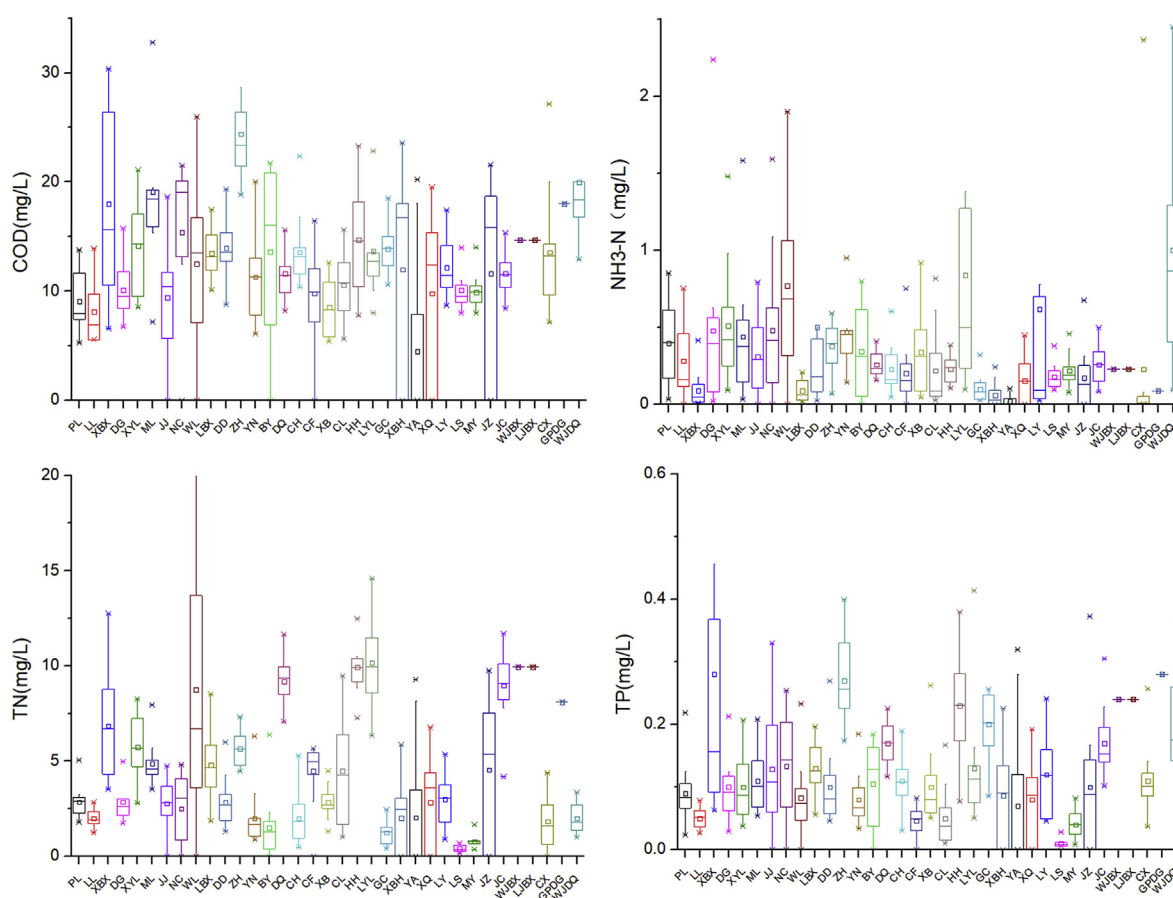 COD(mg/L)
30
20
10
0
PL LL XBX DG XYL ML JJ NC WL LBX DD ZH YN BY DQ CH CF XB CL HH LYL GC XBH YA XQ LY LS MY JZ JC WJBX LJBX CX GPDG WJDQ
NH3-N (mg/L)
2
1
0
PL LL XBX DG XYL ML JJ NC WL LBX DD ZH YN BY DQ CH CF XB CL HH LYL GC XBH YA XQ LY LS MY JZ JC WJBX LJBX CX GPDG WJDQ
TN(mg/L)
20
15
10
5
0
PL LL XBX DG XYL ML JJ NC WL LBX DD ZH YN BY DQ CH CF XB CL HH LYL GC XBH YA XQ LY LS MY JZ JC WJBX LJBX CX GPDG WJDQ
TP(mg/L)
0.6
0.4
0.2
0.0
PL LL XBX DG XYL ML JJ NC WL LBX DD ZH YN BY DQ CH CF XB CL HH LYL GC XBH YA XQ LY LS MY JZ JC WJBX LJBX CX GPDG WJDQ